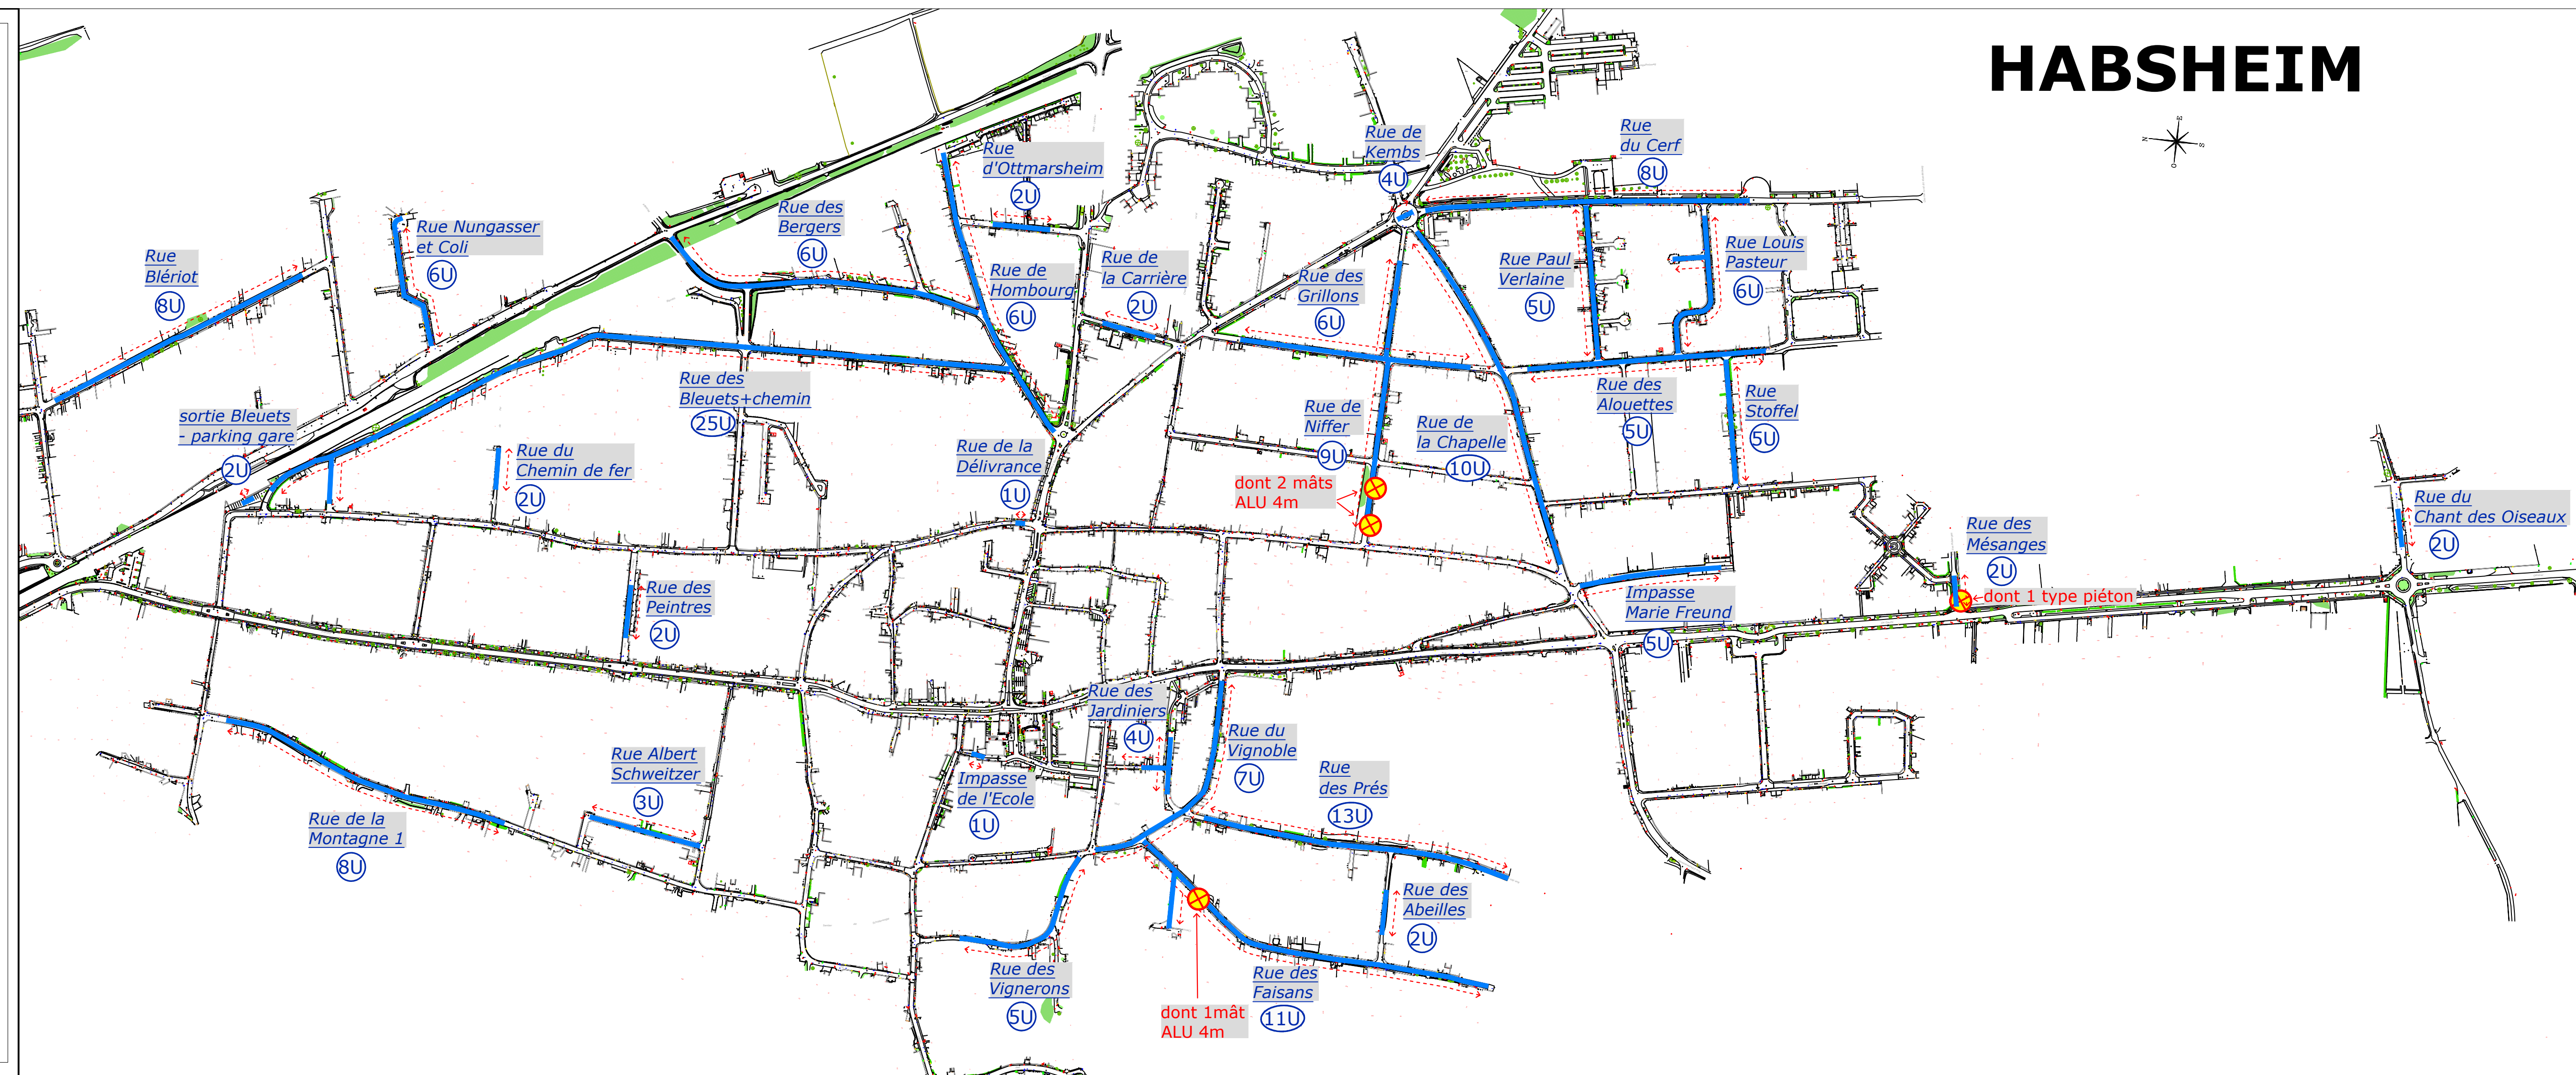 HABSHEIM
E
N
S
O
Rue
Blériot
8U
Rue Nungasser
et Coli
6U
Rue des
Bergers
6U
Rue
d'Ottmarsheim
2U
Rue de
Hombourg
6U
Rue de
la Carrière
2U
Rue de
Kembs
4U
Rue
du Cerf
8U
Rue des
Grillons
6U
Rue Paul
Verlaine
5U
Rue Louis
Pasteur
6U
sortie Bleuets
- parking gare
2U
Rue du
Chemin de fer
2U
Rue des
Bleuets+chemin
25U
Rue de la
Délivrance
1U
Rue de
Niffer
9U
dont 2 mâts
ALU 4m
Rue de
la Chapelle
10U
Rue des
Alouettes
5U
Rue
Stoffel
5U
Rue des
Mésanges
2U
dont 1 type piéton
Rue du
Chant des Oiseaux
2U
Rue des
Peintres
2U
Impasse
Marie Freund
5U
Rue des
Jardiniers
4U
Rue du
Vignoble
7U
Rue de la
Montagne 1
8U
Rue Albert
Schweitzer
3U
Impasse
de l'Ecole
1U
Rue
des Prés
13U
Rue des
Abeilles
2U
Rue des
Vignerons
5U
dont 1mât
ALU 4m
Rue des
Faisans
11U